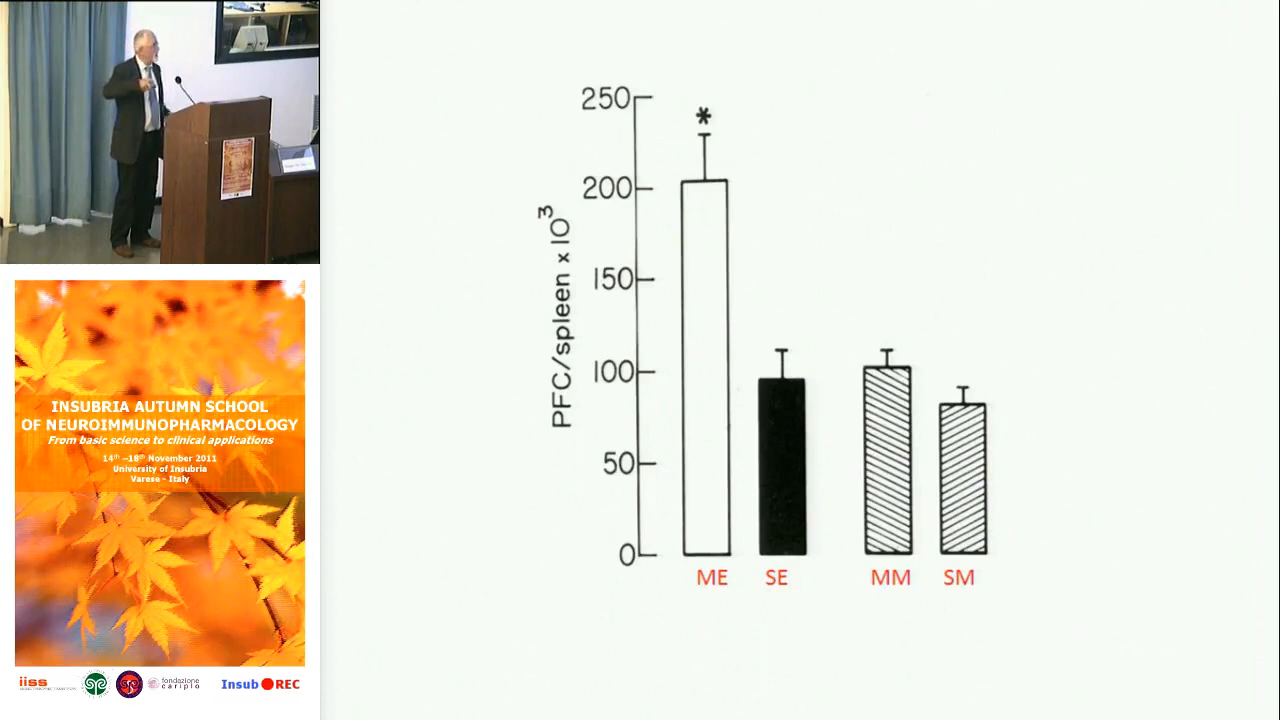 250
*
200
150
100
50
0
PFC/spleen x 10³
ME
SE
MM
SM
INSUBRIA AUTUMN SCHOOL
OF NEUROIMMUNOPHARMACOLOGY
From basic science to clinical applications
14th –18th November 2011
University of Insubria
Varese - Italy
iiss
fondazione
cariplo
Insub REC